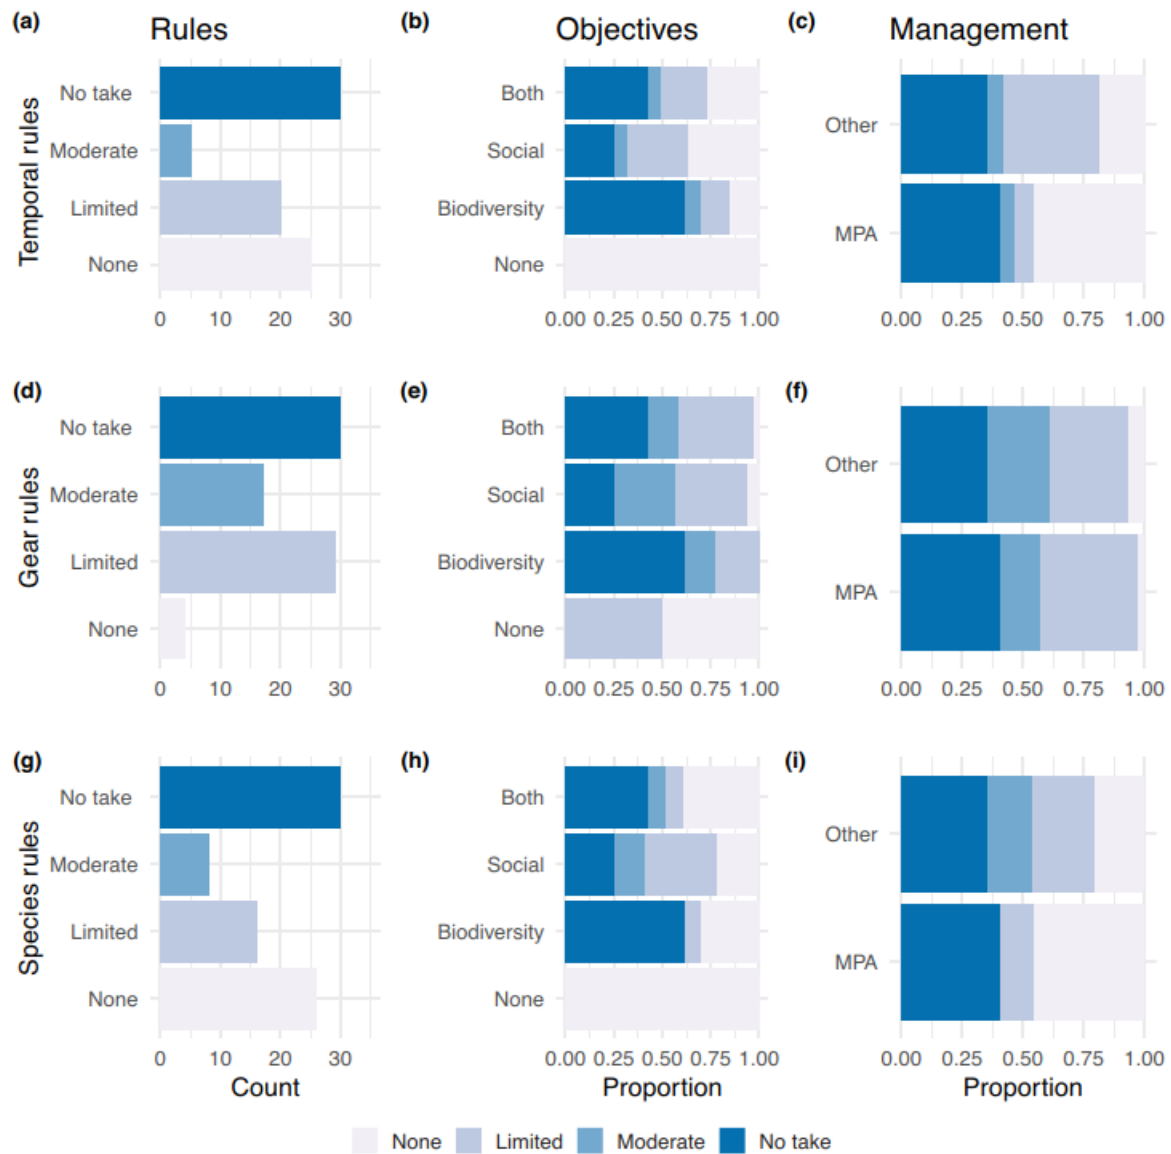 (a) Rules (b) Objectives (c) Management
Temporal rules
No take
Moderate
Limited
None
0 10 20 30
Both
Social
Biodiversity
None
0.00 0.25 0.50 0.75 1.00
Other
MPA
0.00 0.25 0.50 0.75 1.00
(d) (e) (f)
Gear rules
No take
Moderate
Limited
None
0 10 20 30
Both
Social
Biodiversity
None
0.00 0.25 0.50 0.75 1.00
Other
MPA
0.00 0.25 0.50 0.75 1.00
(g) (h) (i)
Species rules
No take
Moderate
Limited
None
0 10 20 30
Count
Both
Social
Biodiversity
None
0.00 0.25 0.50 0.75 1.00
Proportion
Other
MPA
0.00 0.25 0.50 0.75 1.00
Proportion
None Limited Moderate No take